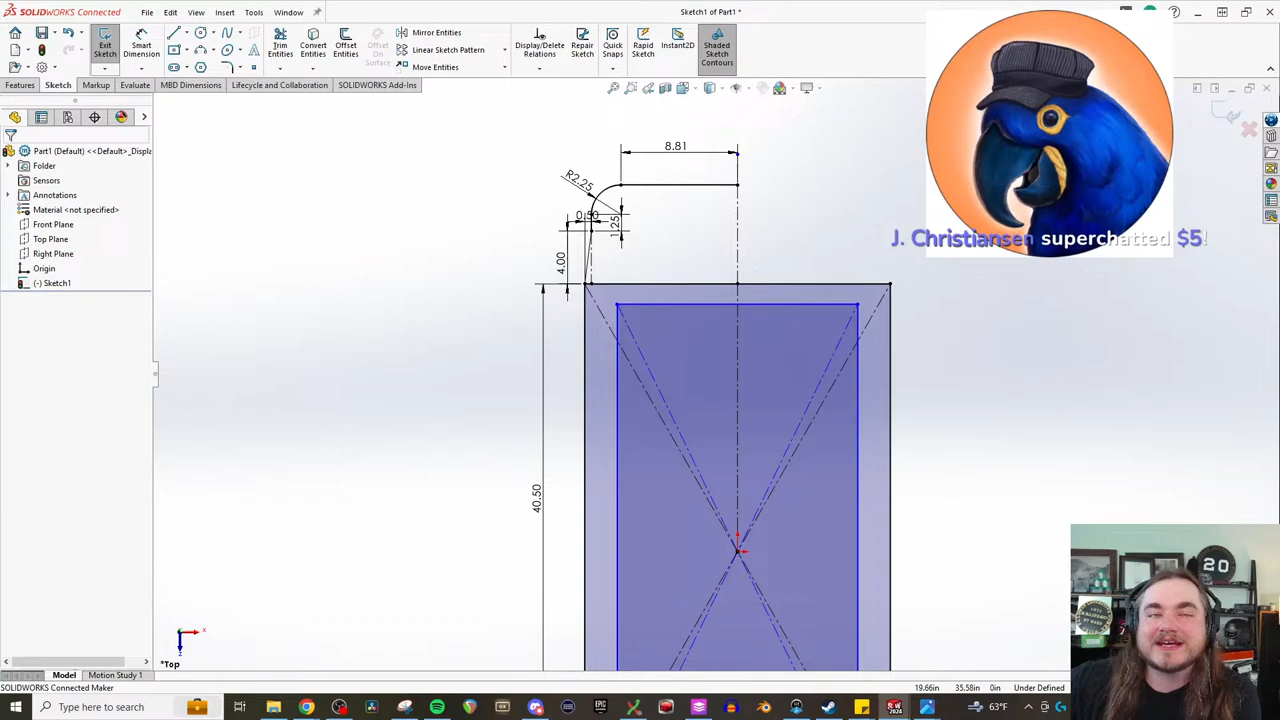 SOLIDWORKS Connected
File Edit View Insert Tools Window
Sketch1 of Part1 *
Exit Sketch
Smart Dimension
Trim Entities
Convert Entities
Offset Entities
Offset On Surface
Mirror Entities
Linear Sketch Pattern
Move Entities
Display/Delete Relations
Repair Sketch
Quick Snaps
Rapid Sketch
Instant2D
Shaded Sketch Contours
Features Sketch Markup Evaluate MBD Dimensions Lifecycle and Collaboration SOLIDWORKS Add-Ins
Part1 (Default) <<Default>_Displa
Folder
Sensors
Annotations
Material <not specified>
Front Plane
Top Plane
Right Plane
Origin
(-) Sketch1
8.81
R2.25
0.50
1.25
4.00
40.50
J. Christiansen superchatted $5!
20
x
z
*Top
Model Motion Study 1
SOLIDWORKS Connected Maker
19.66in 35.58in 0in Under Defined
Type here to search
63°F